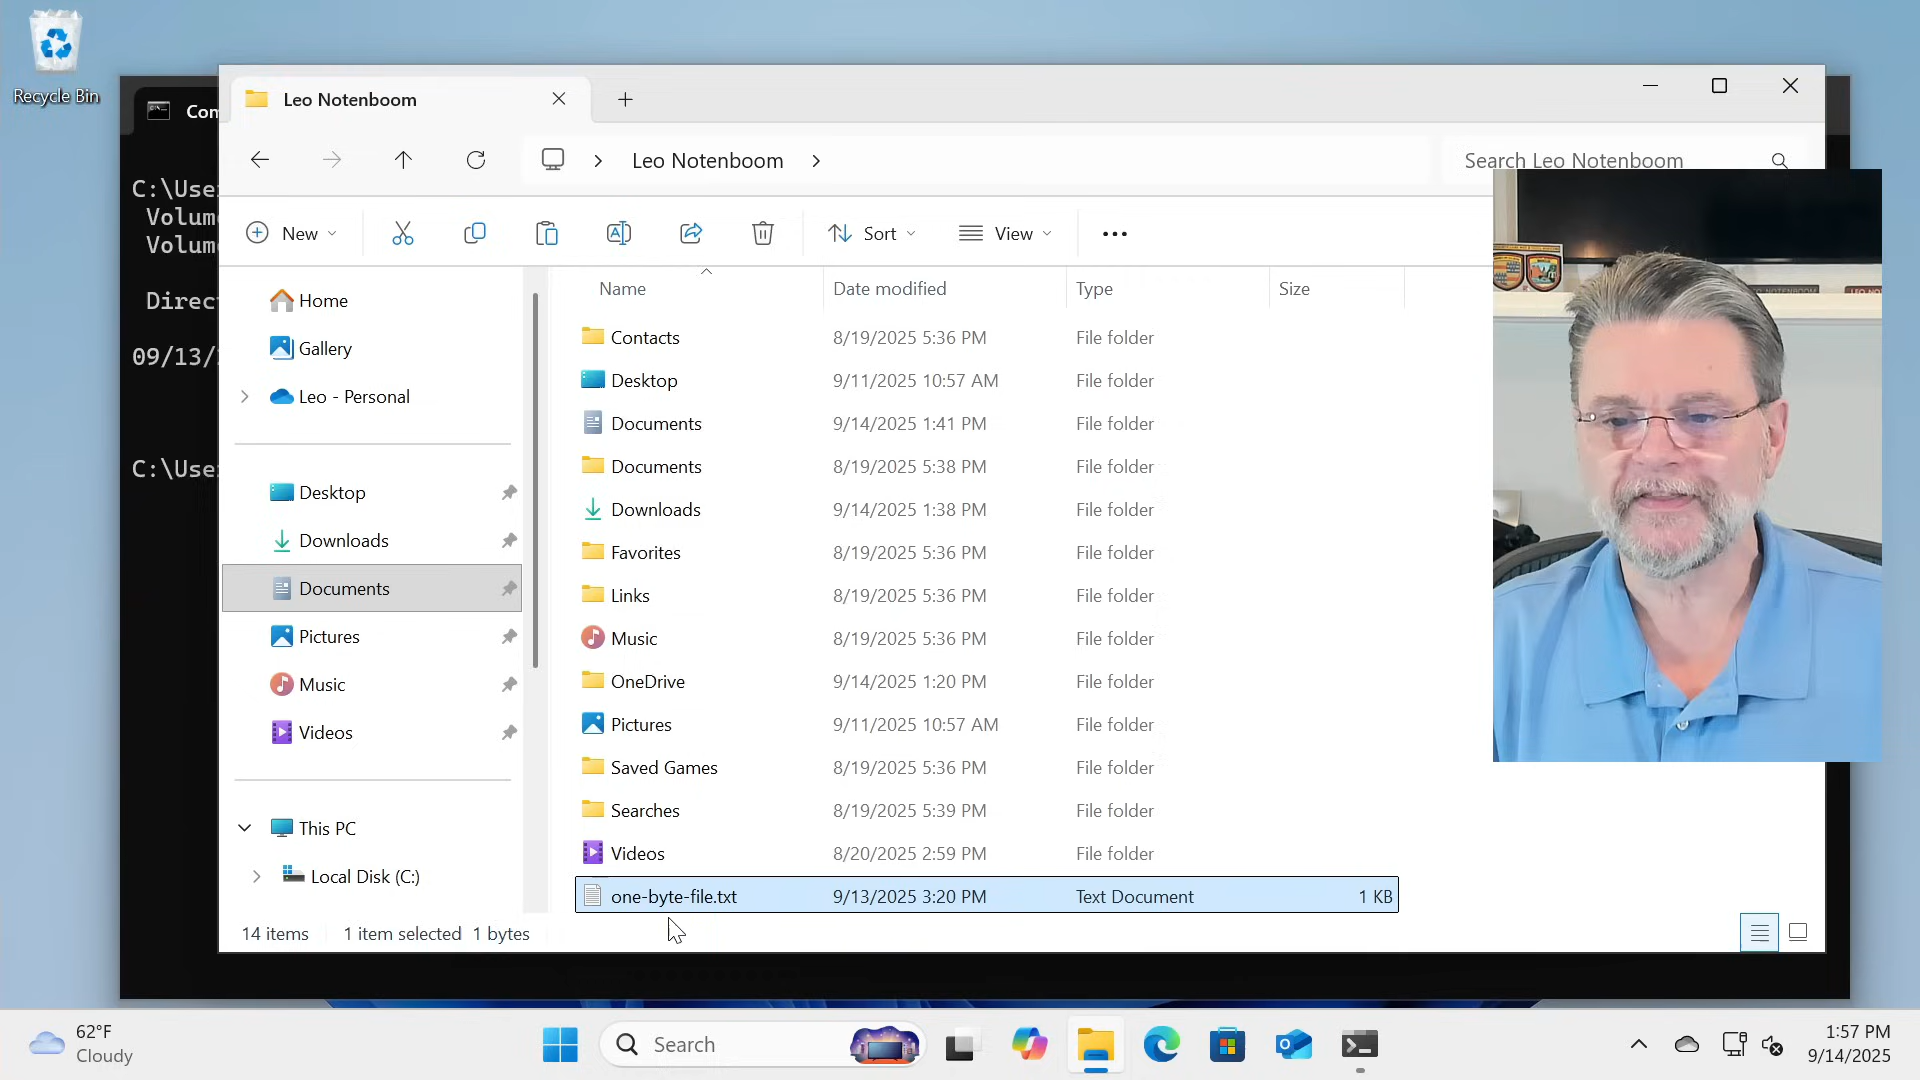 Recycle Bin
Leo Notenboom
Leo Notenboom
Search Leo Notenboom
New
Sort
View
Name
Date modified
Type
Size
Home
Gallery
Leo - Personal
Desktop
Downloads
Documents
Pictures
Music
Videos
This PC
Local Disk (C:)
Contacts 8/19/2025 5:36 PM File folder
Desktop 9/11/2025 10:57 AM File folder
Documents 9/14/2025 1:41 PM File folder
Documents 8/19/2025 5:38 PM File folder
Downloads 9/14/2025 1:38 PM File folder
Favorites 8/19/2025 5:36 PM File folder
Links 8/19/2025 5:36 PM File folder
Music 8/19/2025 5:36 PM File folder
OneDrive 9/14/2025 1:20 PM File folder
Pictures 9/11/2025 10:57 AM File folder
Saved Games 8/19/2025 5:36 PM File folder
Searches 8/19/2025 5:39 PM File folder
Videos 8/20/2025 2:59 PM File folder
one-byte-file.txt 9/13/2025 3:20 PM Text Document 1 KB
14 items 1 item selected 1 bytes
Com
C:\Use
Volum
Volum
Direc
09/13/
C:\Use
62°F
Cloudy
Search
1:57 PM
9/14/2025